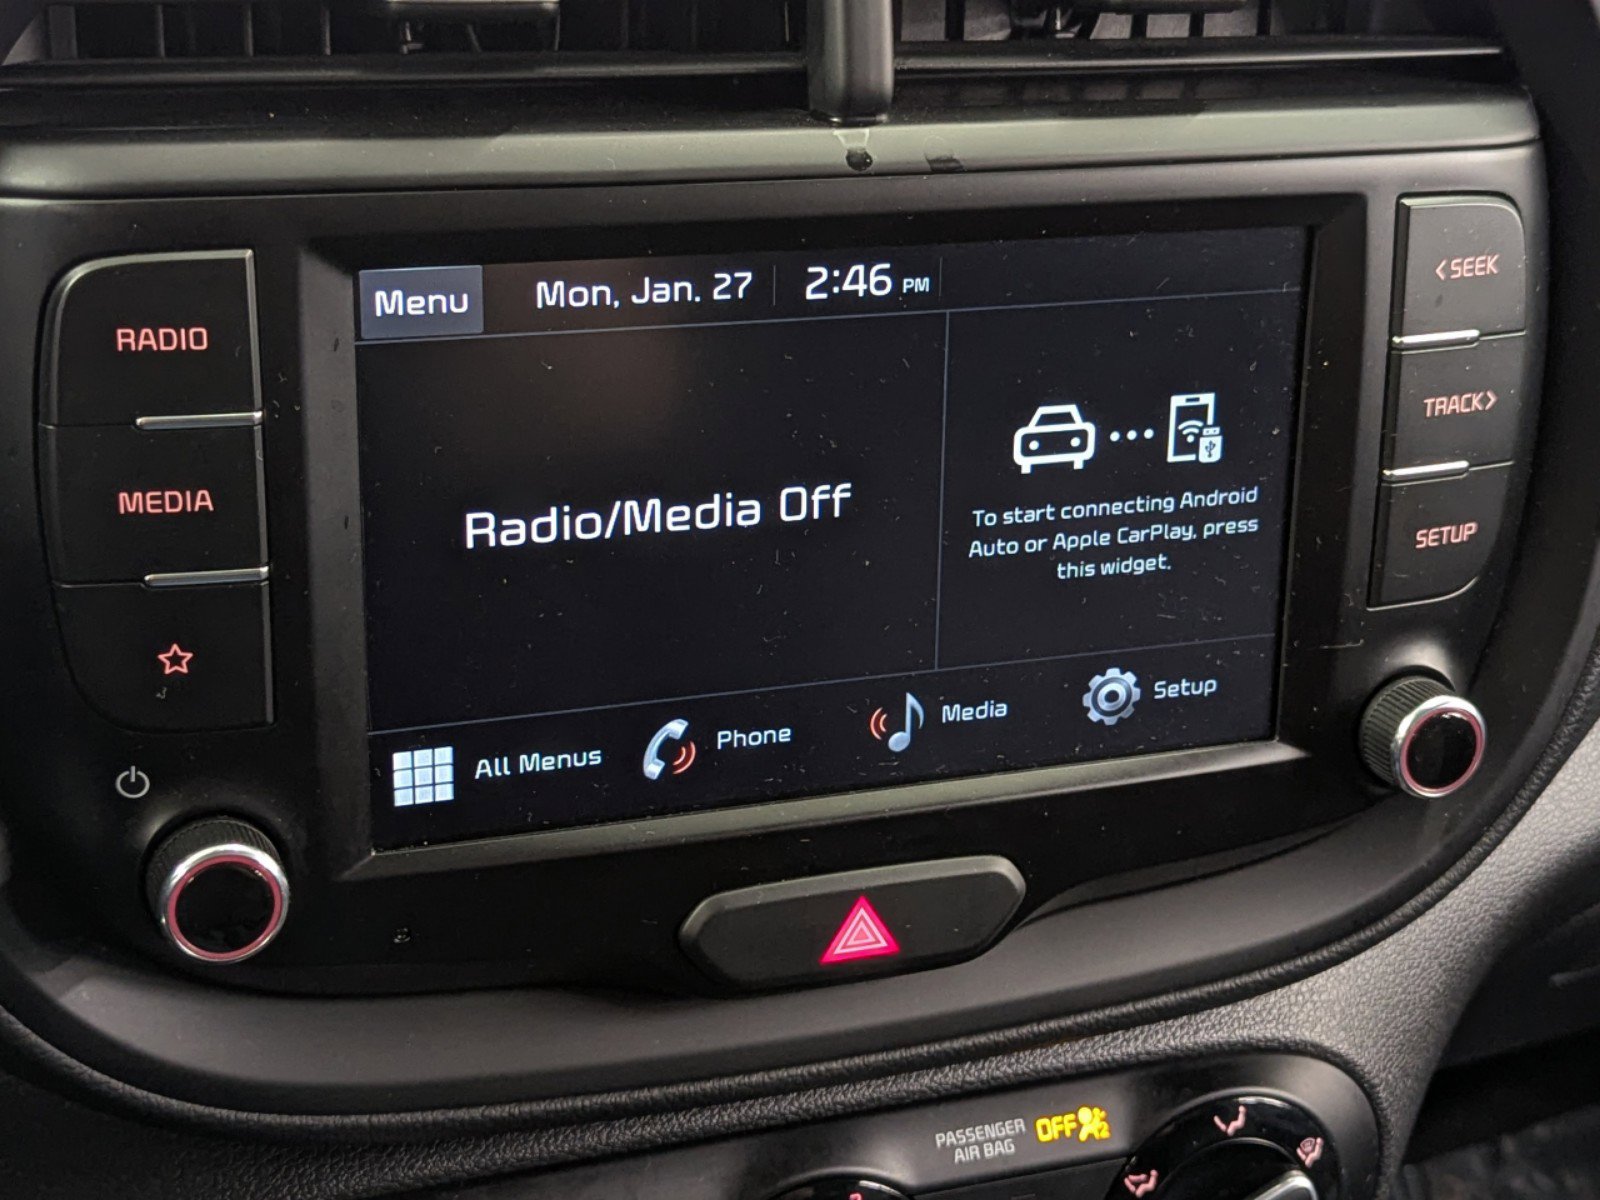 Menu
Mon, Jan. 27
2:46 PM
RADIO
MEDIA
Radio/Media Off
To start connecting Android
Auto or Apple CarPlay, press
this widget.
<SEEK
TRACK>
SETUP
All Menus
Phone
Media
Setup
PASSENGER
AIR BAG
OFF
2